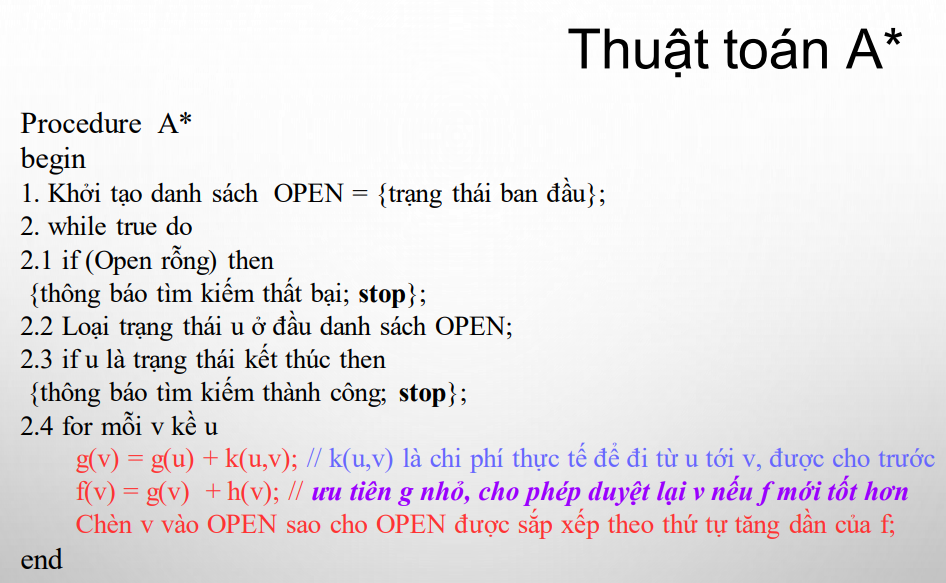 Thuật toán A*
Procedure A*
begin
1. Khởi tạo danh sách OPEN = {trạng thái ban đầu};
2. while true do
2.1 if (Open rỗng) then
{thông báo tìm kiếm thất bại; stop};
2.2 Loại trạng thái u ở đầu danh sách OPEN;
2.3 if u là trạng thái kết thúc then
{thông báo tìm kiếm thành công; stop};
2.4 for mỗi v kề u
g(v) = g(u) + k(u,v); // k(u,v) là chi phí thực tế để đi từ u tới v, được cho trước
f(v) = g(v) + h(v); // ưu tiên g nhỏ, cho phép duyệt lại v nếu f mới tốt hơn
Chèn v vào OPEN sao cho OPEN được sắp xếp theo thứ tự tăng dần của f;
end